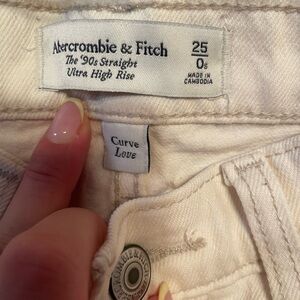 Abercrombie & Fitch
The '90s Straight
Ultra High Rise
25
0s
MADE IN
CAMBODIA
Curve
Love